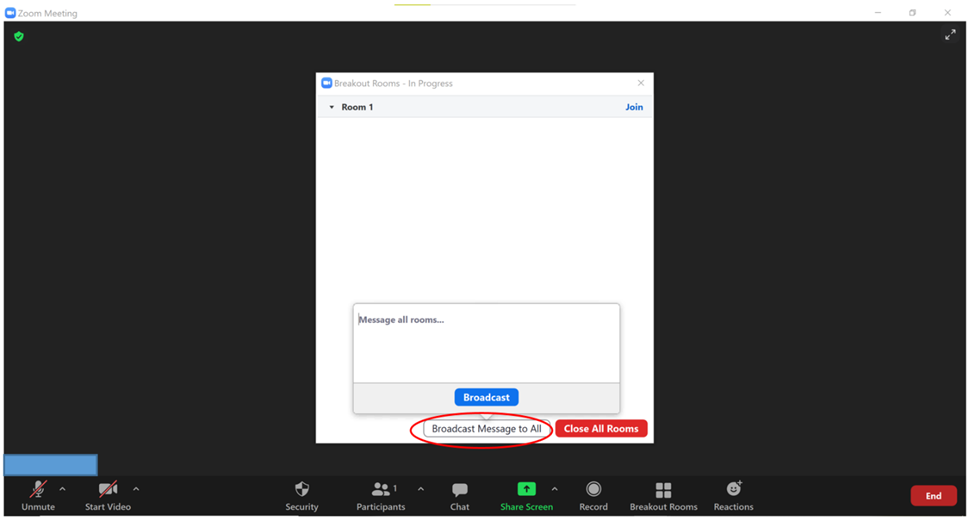 Zoom Meeting
Breakout Rooms - In Progress
Room 1 Join
Message all rooms...
Broadcast
Broadcast Message to All Close All Rooms
1
Unmute Start Video Security Participants Chat Share Screen Record Breakout Rooms Reactions End